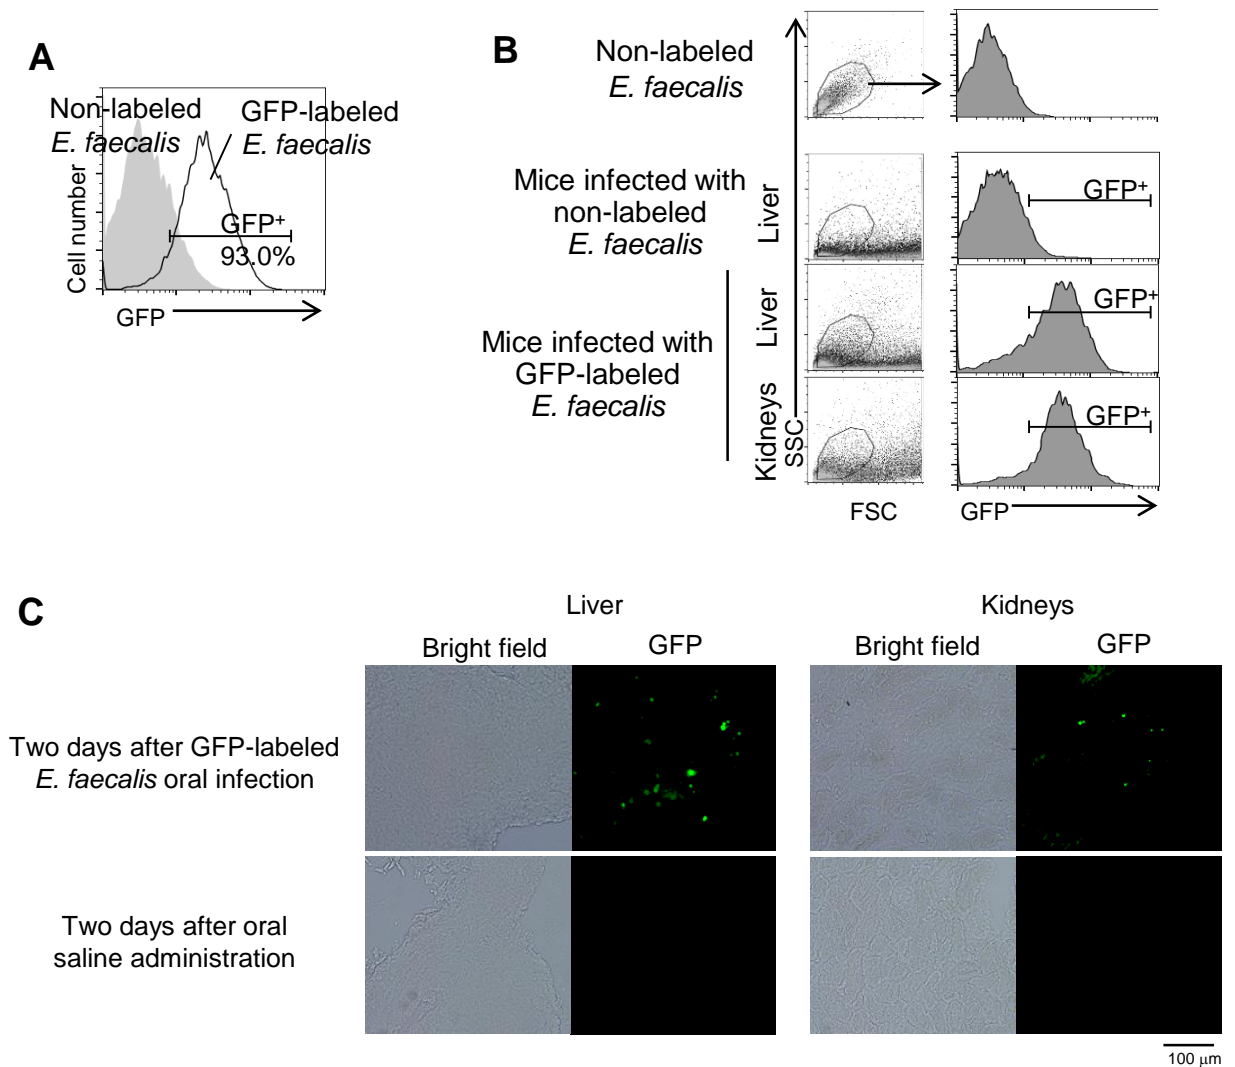 A
Non-labeled
E. faecalis
GFP-labeled
E. faecalis
GFP+
93.0%
Cell number
GFP
B
Non-labeled
E. faecalis
Mice infected with
non-labeled
E. faecalis
Liver
GFP+
Mice infected with
GFP-labeled
E. faecalis
Liver
GFP+
Kidneys
SSC
GFP+
FSC
GFP
C
Liver
Kidneys
Bright field
GFP
Bright field
GFP
Two days after GFP-labeled
E. faecalis oral infection
Two days after oral
saline administration
100 μm